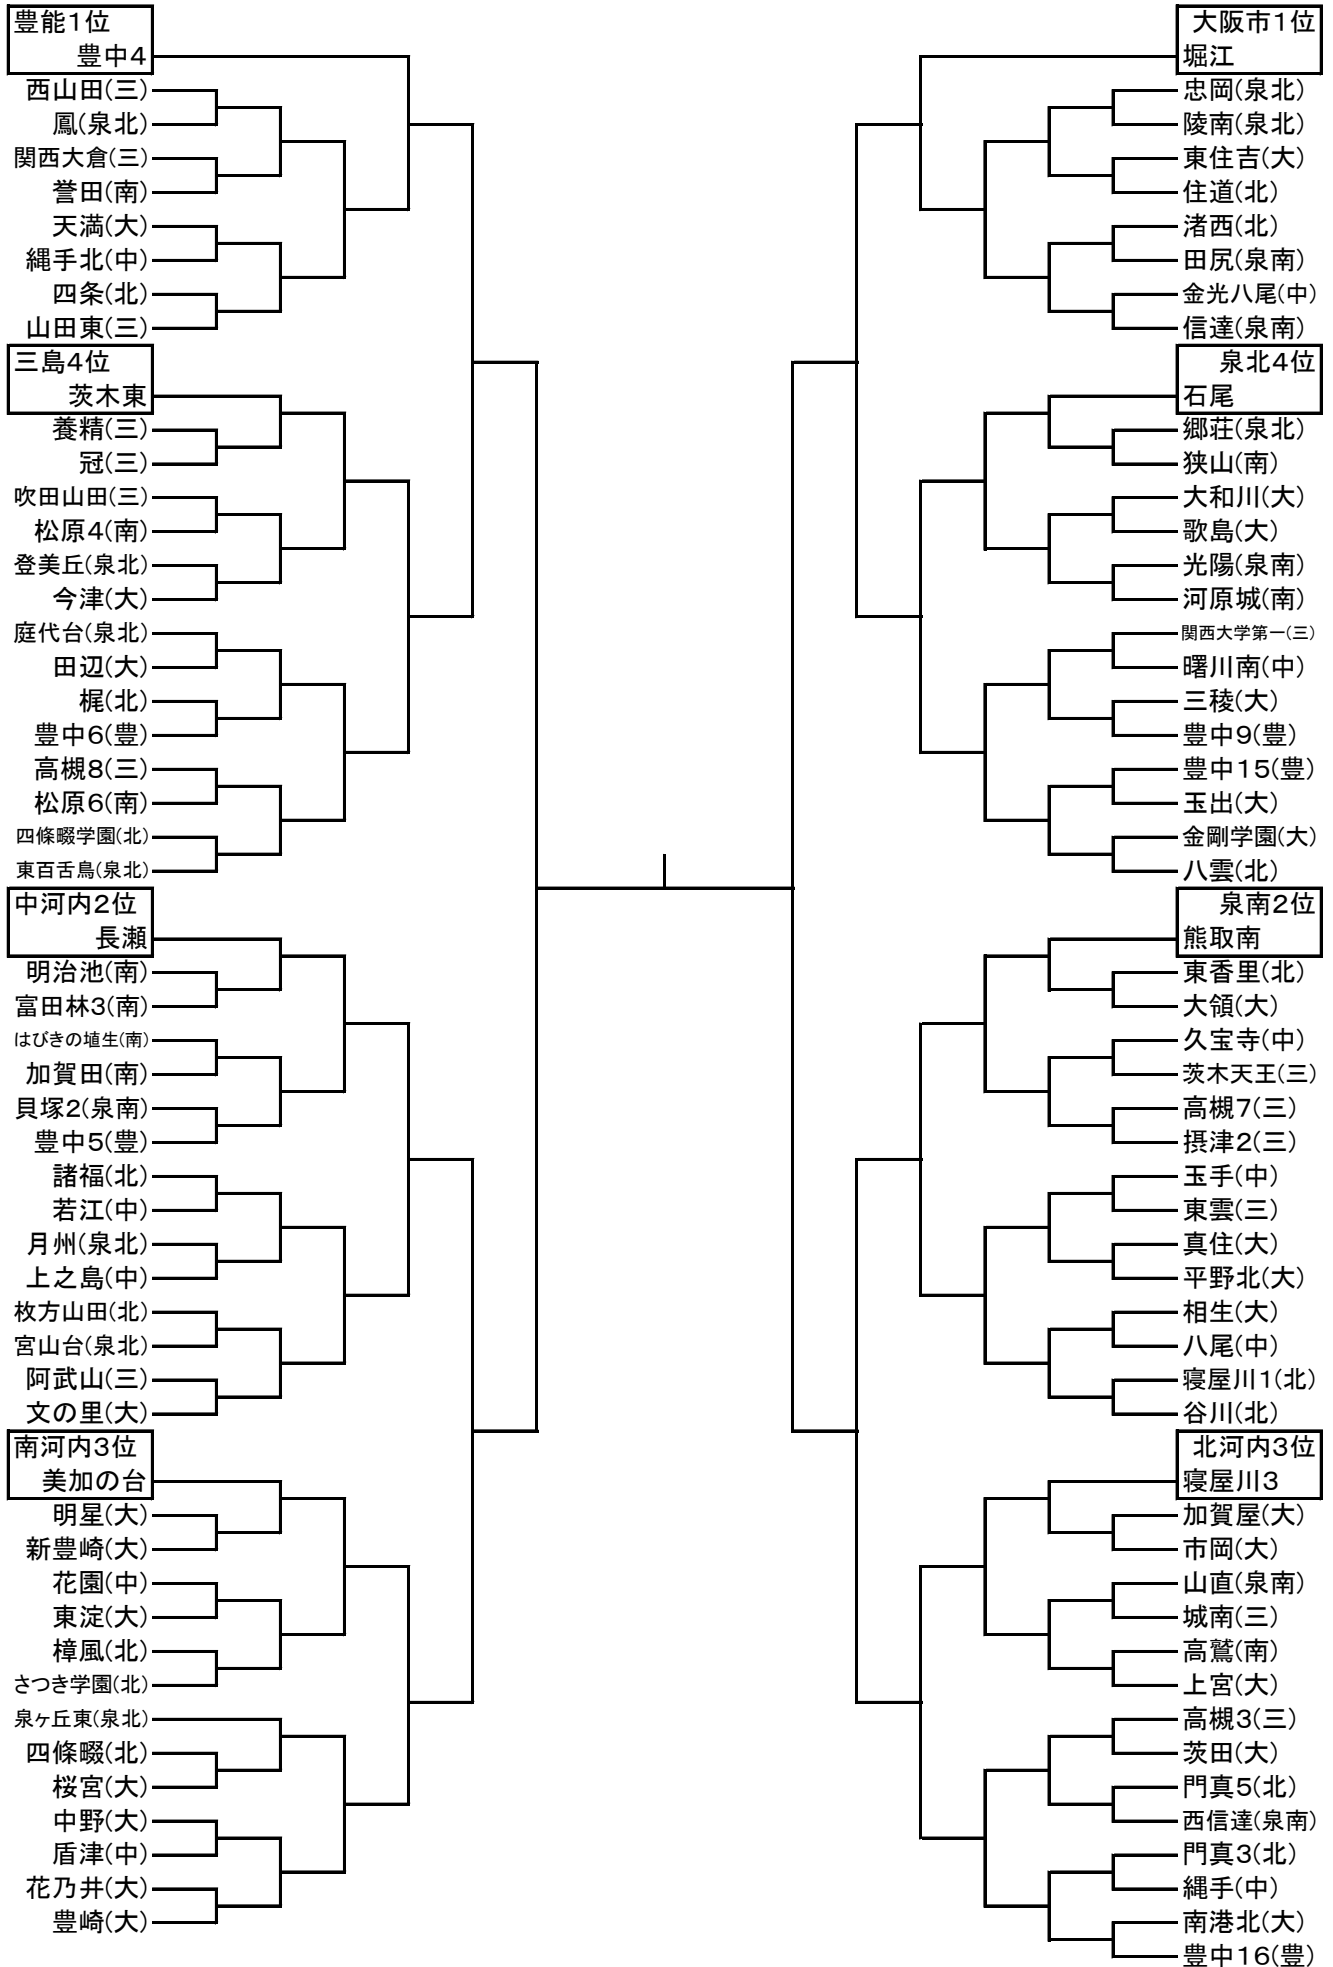 豊能1位
豊中4
西山田(三)
鳳(泉北)
関西大倉(三)
誉田(南)
天満(大)
縄手北(中)
四条(北)
山田東(三)
三島4位
茨木東
養精(三)
冠(三)
吹田山田(三)
松原4(南)
登美丘(泉北)
今津(大)
庭代台(泉北)
田辺(大)
梶(北)
豊中6(豊)
高槻8(三)
松原6(南)
四條畷学園(北)
東百舌鳥(泉北)
中河内2位
長瀬
明治池(南)
富田林3(南)
はびきの埴生(南)
加賀田(南)
貝塚2(泉南)
豊中5(豊)
諸福(北)
若江(中)
月州(泉北)
上之島(中)
枚方山田(北)
宮山台(泉北)
阿武山(三)
文の里(大)
南河内3位
美加の台
明星(大)
新豊崎(大)
花園(中)
東淀(大)
樟風(北)
さつき学園(北)
泉ヶ丘東(泉北)
四條畷(北)
桜宮(大)
中野(大)
盾津(中)
花乃井(大)
豊崎(大)
大阪市1位
堀江
忠岡(泉北)
陵南(泉北)
東住吉(大)
住道(北)
渚西(北)
田尻(泉南)
金光八尾(中)
信達(泉南)
泉北4位
石尾
郷荘(泉北)
狭山(南)
大和川(大)
歌島(大)
光陽(泉南)
河原城(南)
関西大学第一(三)
曙川南(中)
三稜(大)
豊中9(豊)
豊中15(豊)
玉出(大)
金剛学園(大)
八雲(北)
泉南2位
熊取南
東香里(北)
大領(大)
久宝寺(中)
茨木天王(三)
高槻7(三)
摂津2(三)
玉手(中)
東雲(三)
真住(大)
平野北(大)
相生(大)
八尾(中)
寝屋川1(北)
谷川(北)
北河内3位
寝屋川3
加賀屋(大)
市岡(大)
山直(泉南)
城南(三)
高鷲(南)
上宮(大)
高槻3(三)
茨田(大)
門真5(北)
西信達(泉南)
門真3(北)
縄手(中)
南港北(大)
豊中16(豊)